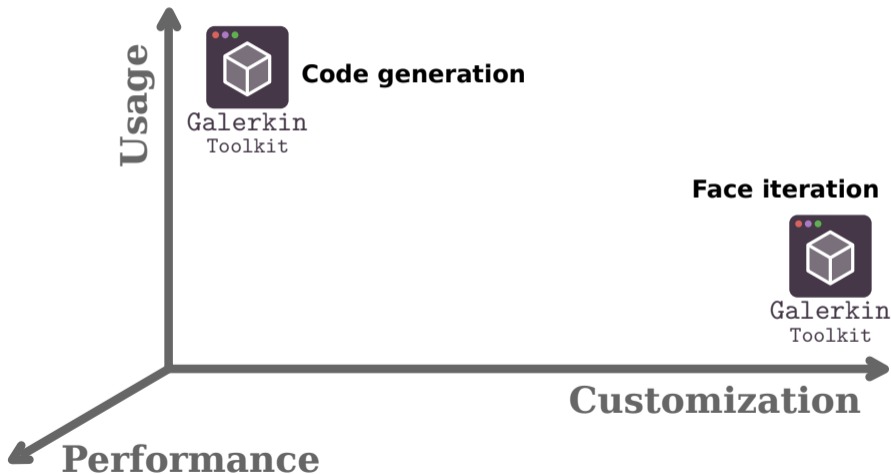 Usage
Code generation
Galerkin
Toolkit
Face iteration
Galerkin
Toolkit
Customization
Performance